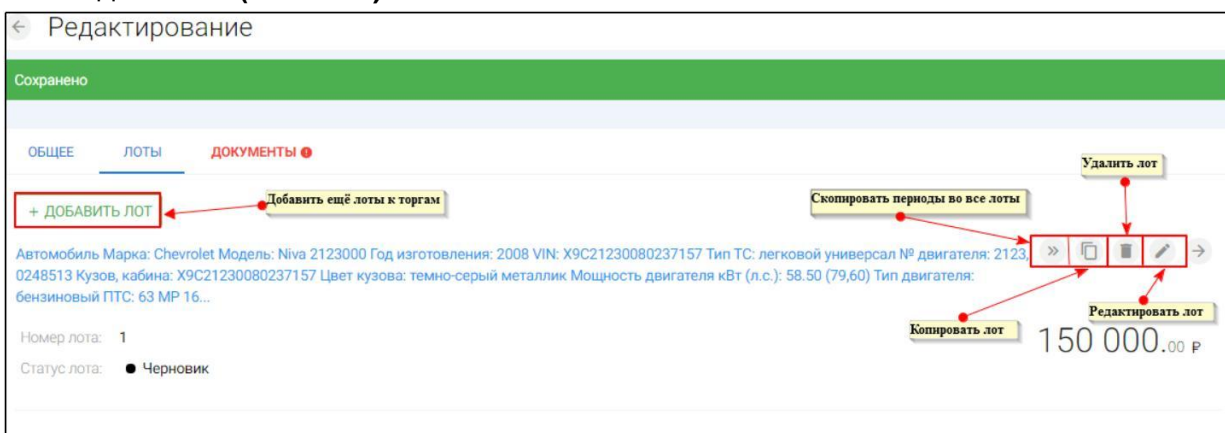 Редактирование
Сохранено
ОБЩЕЕ ЛОТЫ ДОКУМЕНТЫ
Удалить лот
+ ДОБАВИТЬ ЛОТ
Добавить ещё лоты к торгам
Скопировать периоды во все лоты
Автомобиль Марка: Chevrolet Модель: Niva 2123000 Год изготовления: 2008 VIN: X9C21230080237157 Тип ТС: легковой универсал № двигателя: 2123,
0248513 Кузов, кабина: X9C21230080237157 Цвет кузова: темно-серый металлик Мощность двигателя кВт (л.с.): 58.50 (79,60) Тип двигателя:
бензиновый ПТС: 63 МР 16...
Редактировать лот
Копировать лот
Номер лота: 1
150 000.00 ₽
Статус лота: ● Черновик